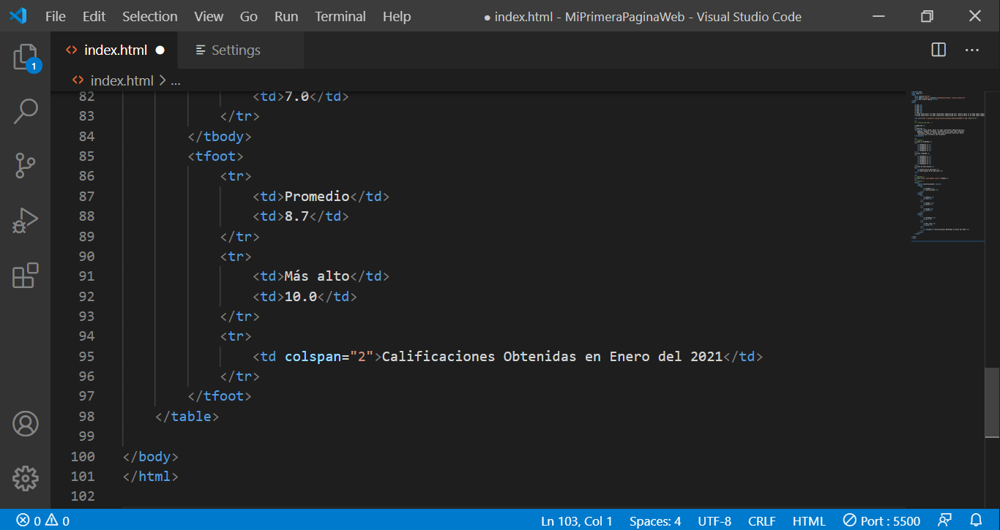 File Edit Selection View Go Run Terminal Help ● index.html - MiPrimeraPaginaWeb - Visual Studio Code
index.html ● Settings ...
index.html > ...
1
82 <td>7.0</td>
83 </tr>
84 </tbody>
85 <tfoot>
86 <tr>
87 <td>Promedio</td>
88 <td>8.7</td>
89 </tr>
90 <tr>
91 <td>Más alto</td>
92 <td>10.0</td>
93 </tr>
94 <tr>
95 <td colspan="2">Calificaciones Obtenidas en Enero del 2021</td>
96 </tr>
97 </tfoot>
98 </table>
99
100 </body>
101 </html>
102
0 0 Ln 103, Col 1 Spaces: 4 UTF-8 CRLF HTML Port : 5500